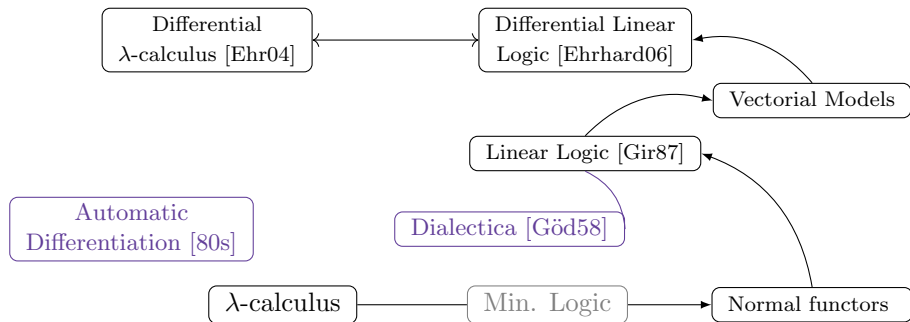 Differential
λ-calculus [Ehr04]
Differential Linear
Logic [Ehrhard06]
Vectorial Models
Linear Logic [Gir87]
Automatic
Differentiation [80s]
Dialectica [Göd58]
λ-calculus
Min. Logic
Normal functors